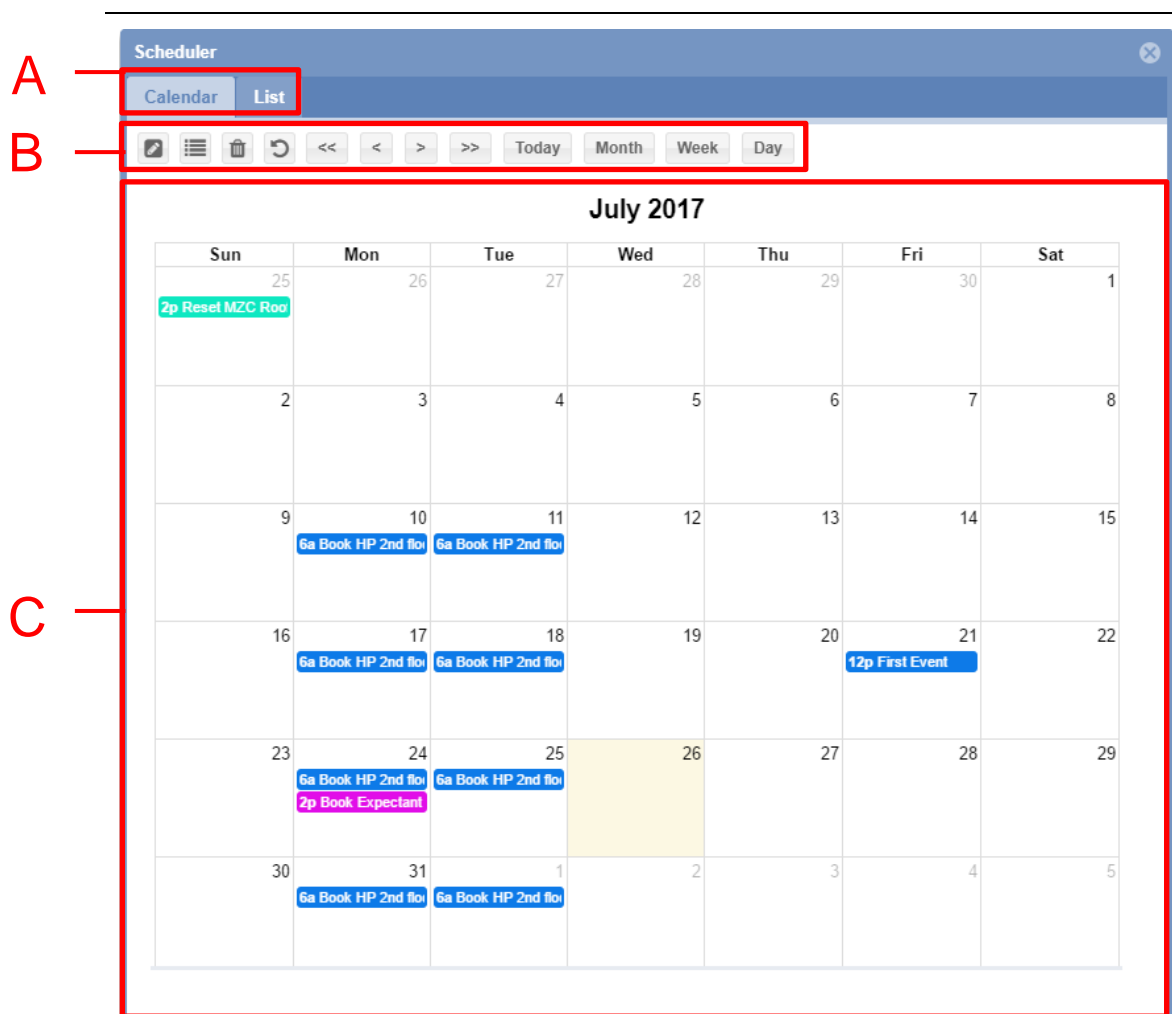 Scheduler
A
Calendar List
B
<< < > >> Today Month Week Day
July 2017
Sun Mon Tue Wed Thu Fri Sat
25 26 27 28 29 30 1
2p Reset MZC Roo
2 3 4 5 6 7 8
9 10 11 12 13 14 15
6a Book HP 2nd flo 6a Book HP 2nd flo
C
16 17 18 19 20 21 22
6a Book HP 2nd flo 6a Book HP 2nd flo 12p First Event
23 24 25 26 27 28 29
6a Book HP 2nd flo 6a Book HP 2nd flo
2p Book Expectant
30 31 1 2 3 4 5
6a Book HP 2nd flo 6a Book HP 2nd flo